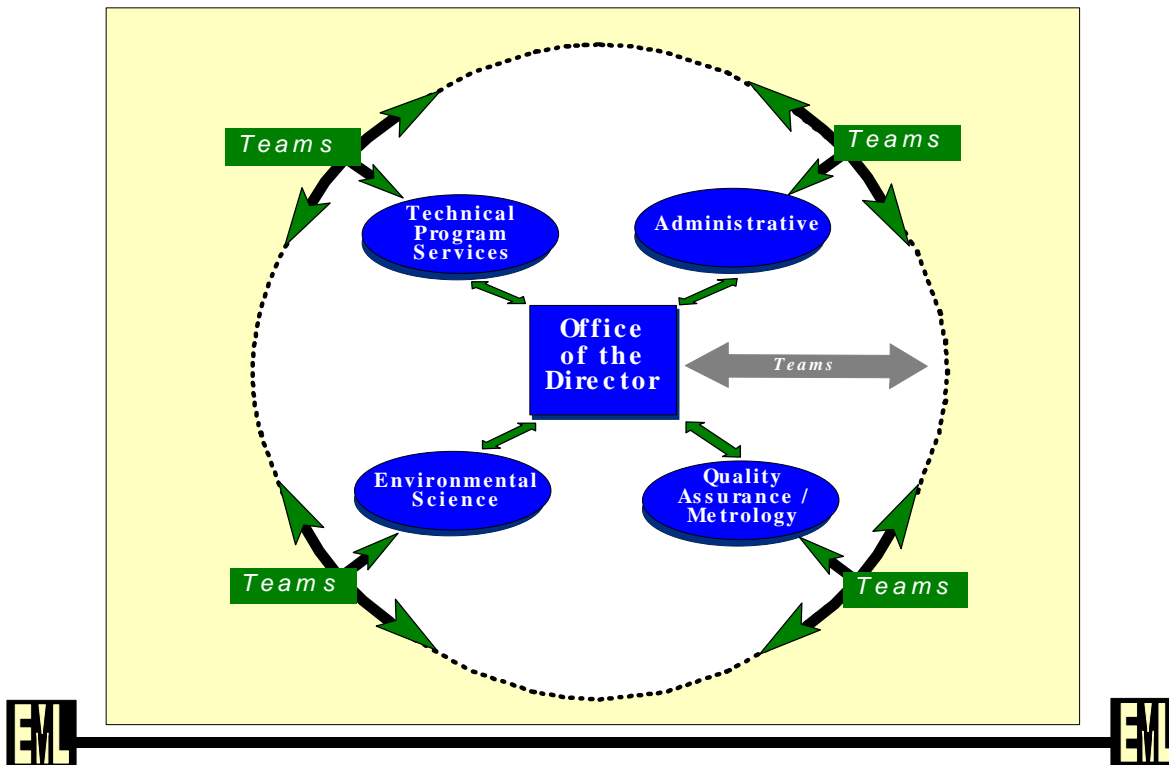 Teams
Teams
Technical
Program
Services
Administrative
Office
of the
Director
Teams
Environmental
Science
Quality
Assurance /
Metrology
Teams
Teams
EML
EML